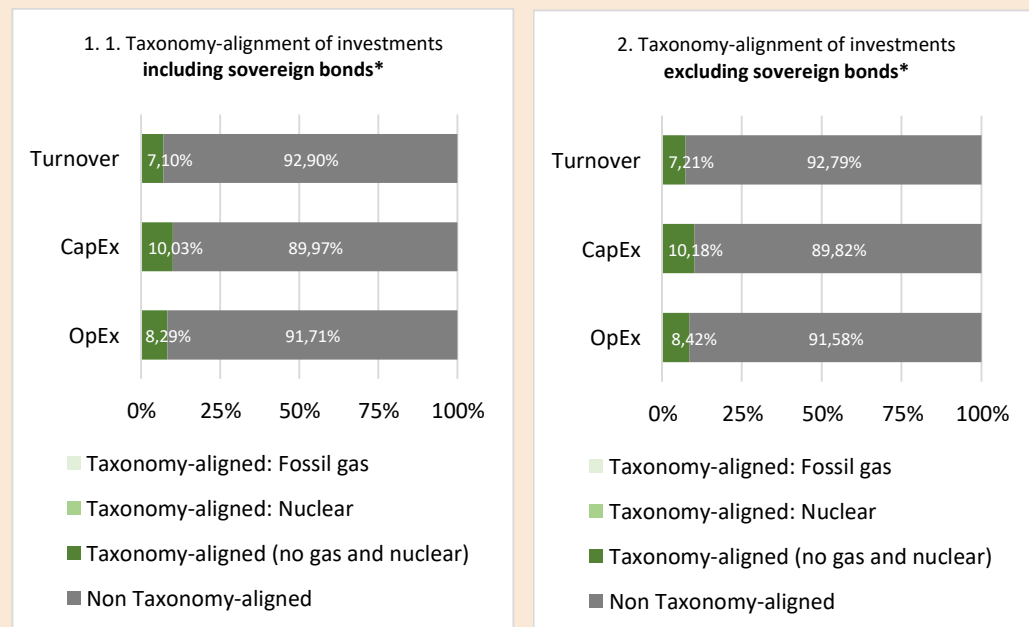 1. 1. Taxonomy-alignment of investments
including sovereign bonds*
Turnover 7,10% 92,90%
CapEx 10,03% 89,97%
OpEx 8,29% 91,71%
0% 25% 50% 75% 100%
Taxonomy-aligned: Fossil gas
Taxonomy-aligned: Nuclear
Taxonomy-aligned (no gas and nuclear)
Non Taxonomy-aligned
2. Taxonomy-alignment of investments
excluding sovereign bonds*
Turnover 7,21% 92,79%
CapEx 10,18% 89,82%
OpEx 8,42% 91,58%
0% 25% 50% 75% 100%
Taxonomy-aligned: Fossil gas
Taxonomy-aligned: Nuclear
Taxonomy-aligned (no gas and nuclear)
Non Taxonomy-aligned